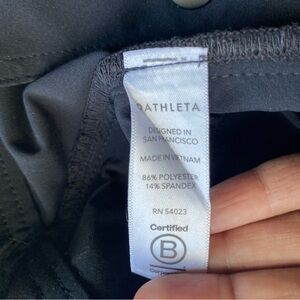 ATHLETA
DESIGNED IN
SAN FRANCISCO
MADE IN VIETNAM
86% POLYESTER
14% SPANDEX
RN 54023
Certified
B